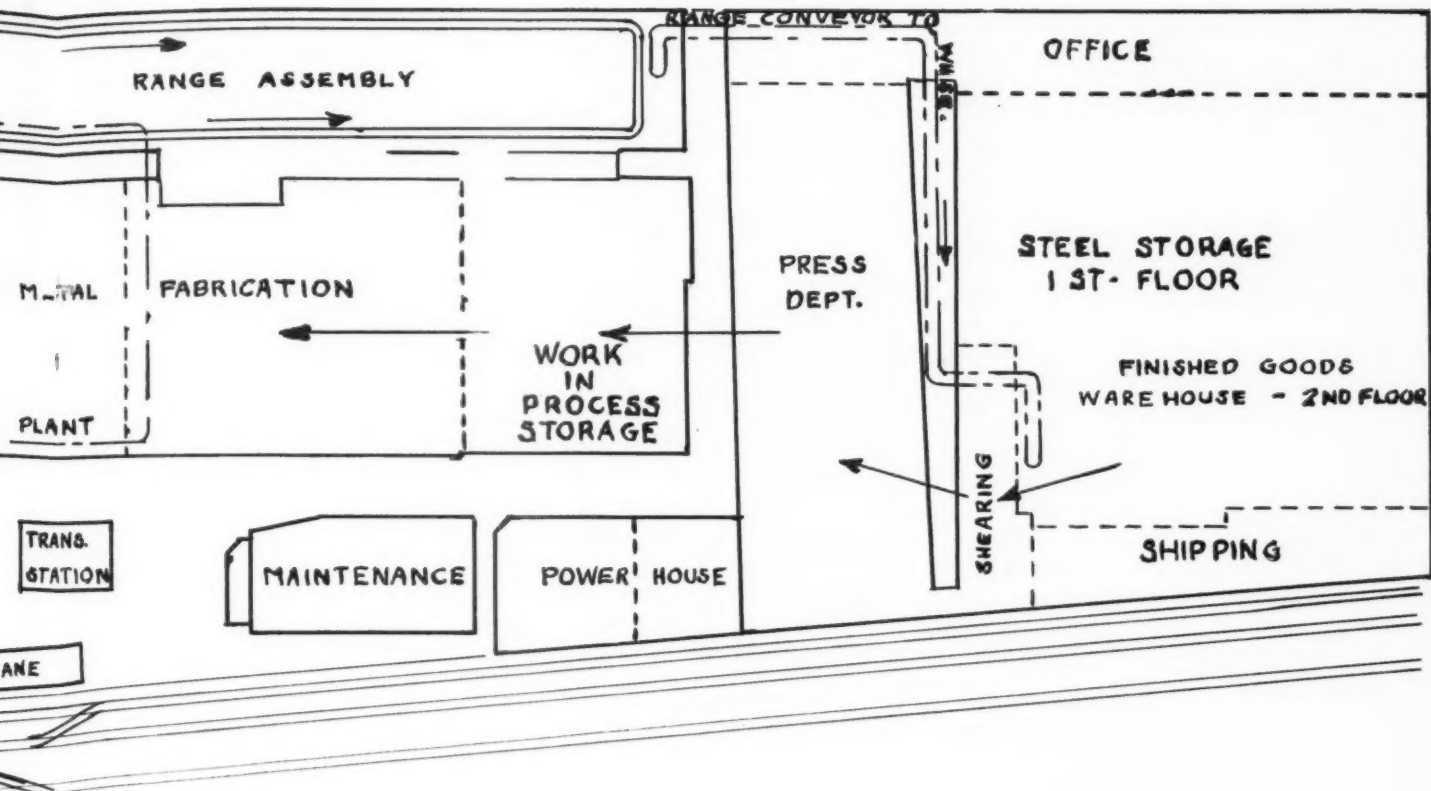 RANGE CONVEYOR TO
WHSE.
OFFICE
RANGE ASSEMBLY
STEEL STORAGE
1 ST- FLOOR
PRESS
DEPT.
FABRICATION
WORK
IN
PROCESS
STORAGE
FINISHED GOODS
WARE HOUSE - 2ND FLOOR
PLANT
SHEARING
SHIPPING
TRANS.
STATION
MAINTENANCE
POWER HOUSE
ANE